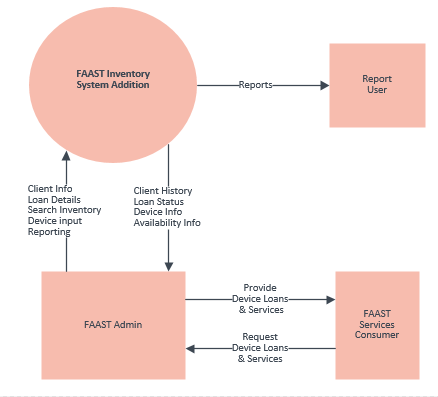 FAAST Inventory
System Addition
Reports
Report
User
Client Info
Loan Details
Search Inventory
Device input
Reporting
Client History
Loan Status
Device Info
Availability Info
FAAST Admin
Provide
Device Loans
& Services
Request
Device Loans
& Services
FAAST
Services
Consumer